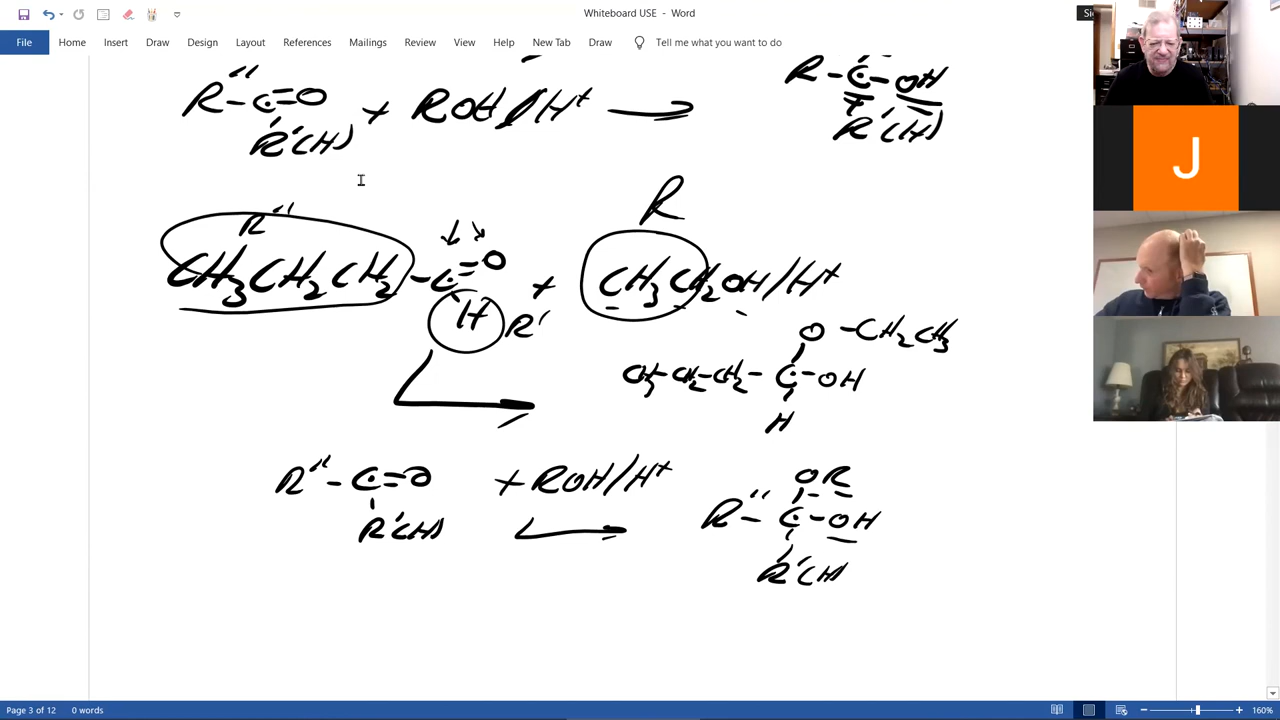 Whiteboard USE - Word
File Home Insert Draw Design Layout References Mailings Review View Help New Tab Draw Tell me what you want to do
R''-C=O + ROH/H+ → R-C-OH
R'(H) R'(H)
R'' R
CH3CH2CH2-C=O + CH3CH2OH/H+
H R'
O-CH2CH3
CH3-CH2-CH2-C-OH
H
OR
R''-C=O + ROH/H+ → R''-C-OH
R'(H) R'(H)
J
Page 3 of 12 0 words 160%